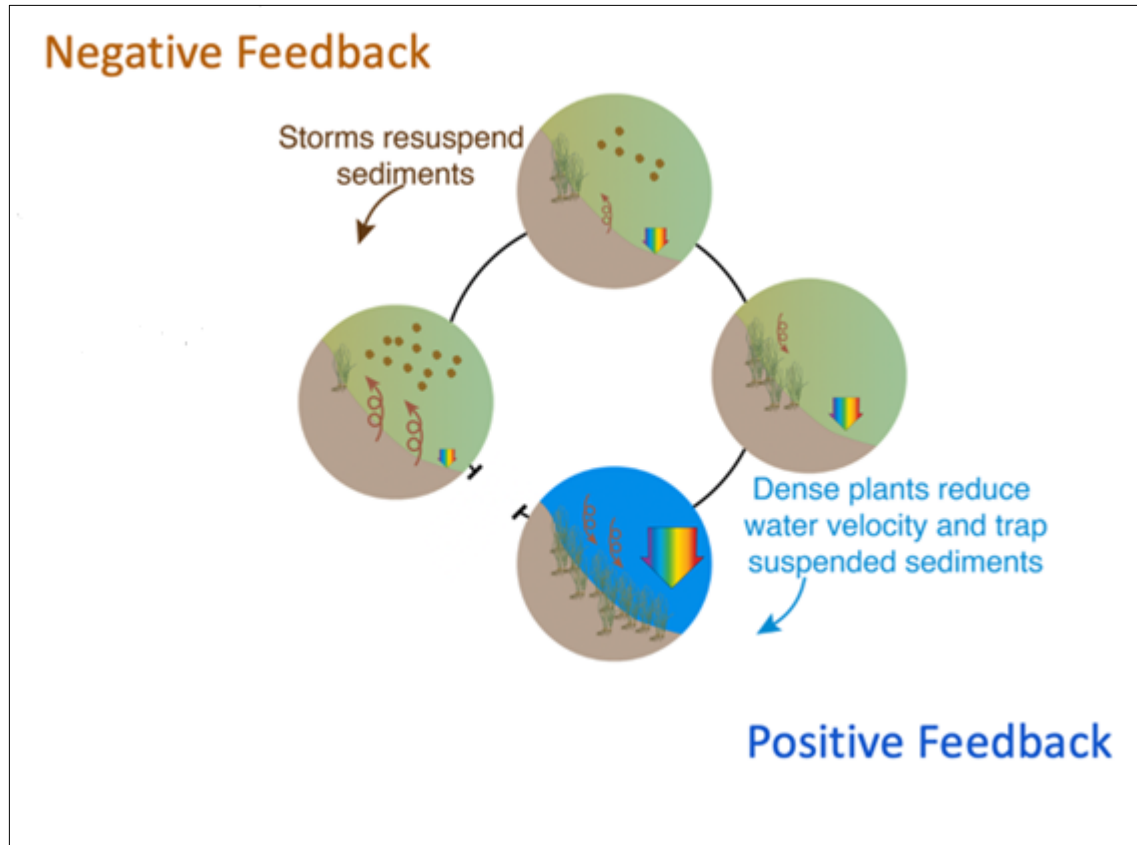 Negative Feedback
Storms resuspend
sediments
Dense plants reduce
water velocity and trap
suspended sediments
Positive Feedback